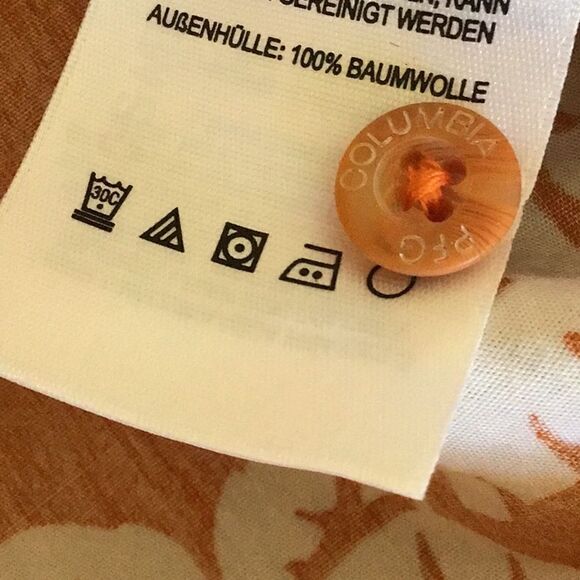 GEREINIGT WERDEN
AUßENHÜLLE: 100% BAUMWOLLE
COLUMBIA
PFG
30C